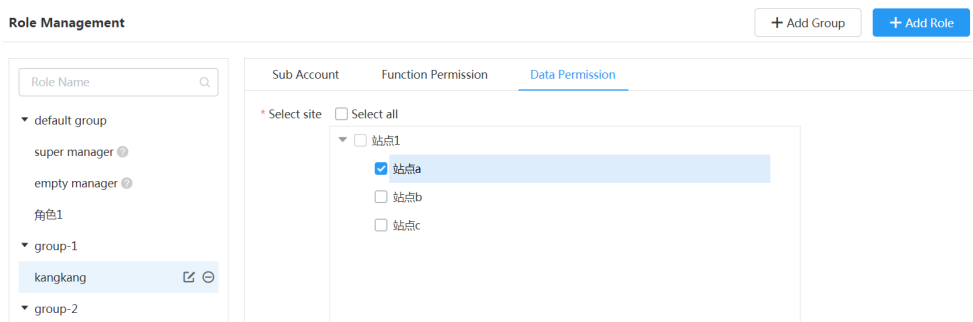 Role Management
+ Add Group
+ Add Role
Role Name
default group
super manager
empty manager
角色1
group-1
kangkang
group-2
Sub Account
Function Permission
Data Permission
* Select site
Select all
站点1
站点a
站点b
站点c